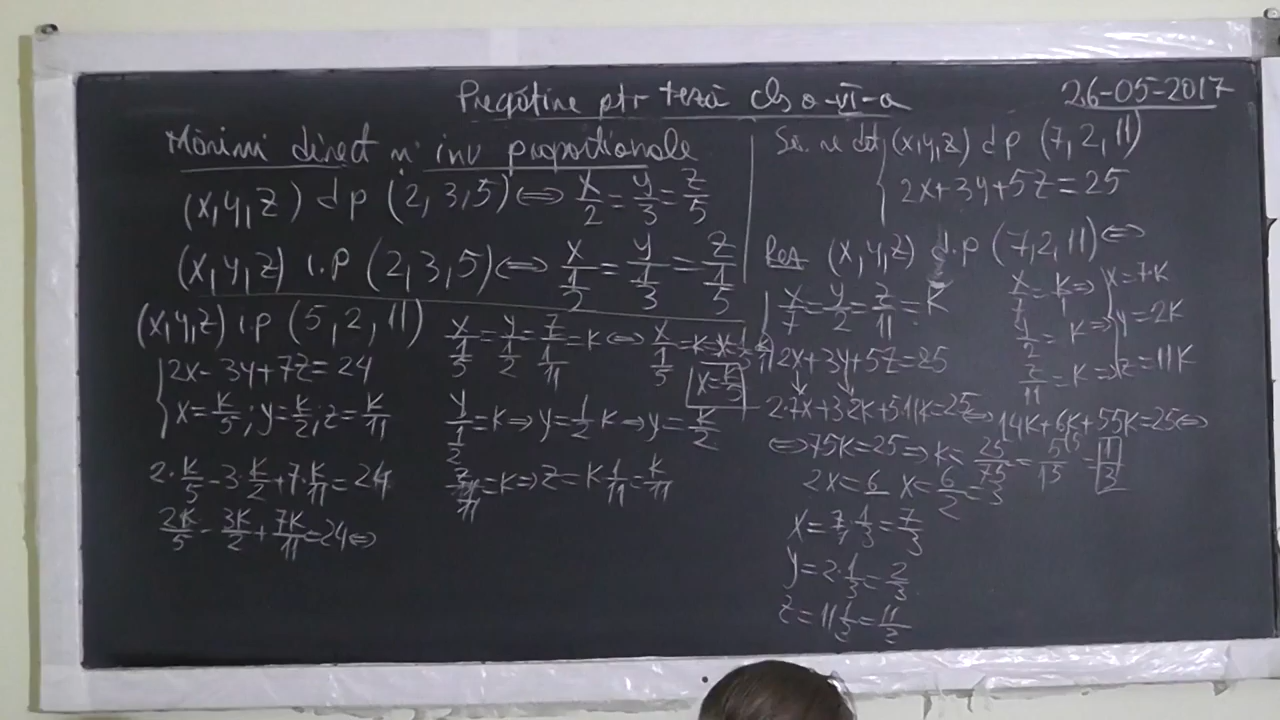 Pregătire ptr teză cls a-VI-a
26-05-2017
Mărimi direct și inv proporționale
(x,y,z) d p (2,3,5) ⇔ x/2 = y/3 = z/5
(x,y,z) i.p (2,3,5) ⇔ x/(1/2) = y/(1/3) = z/(1/5)
(x,y,z) i.p (5,2,11)
2x-3y+7z=24
x=k/5; y=k/2; z=k/11
2·k/5-3·k/2+7·k/11=24
2k/5-3k/2+7k/11=24⇔
x/(1/5)=y/(1/2)=z/(1/11)=k⇔x/(1/5)=k
x=k/5
y/(1/2)=k⇒y=1/2 k⇒y=k/2
=k⇒z=k 1/11=k/11
Să. se det (x,y,z) d p (7,2,11)
2x+3y+5z=25
Rez (x,y,z) d.p (7,2,11)⇔
x/7=y/2=z/11=k
x/7=k⇒x=7·k
y/2=k⇒y=2k
z/11=k⇒z=11k
2x+3y+5z=25
2·7k+3·2k+5·11k=25⇔14k+6k+55k=25⇔
⇔75k=25⇒k=25/75=5/15=1/3
2x=6 x=6/2=3
x=7·1/3=7/3
y=2·1/3=2/3
z=11 1/3=11/3